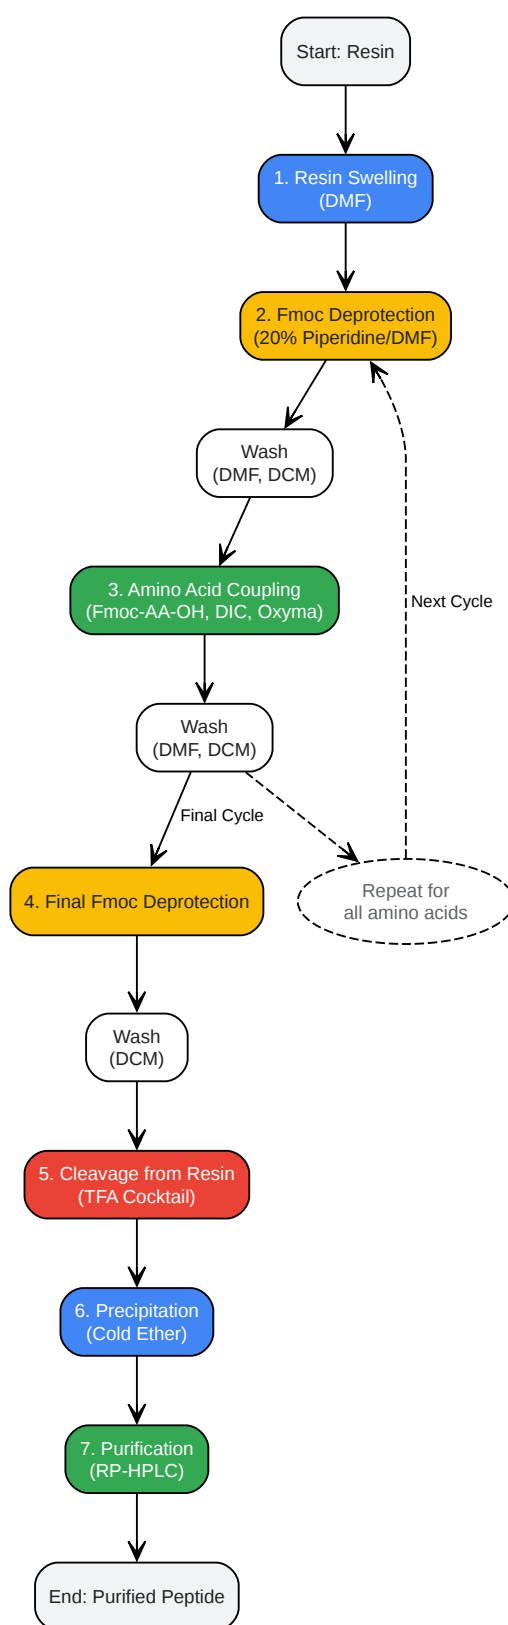 Start: Resin
1. Resin Swelling
(DMF)
2. Fmoc Deprotection
(20% Piperidine/DMF)
Wash
(DMF, DCM)
3. Amino Acid Coupling
(Fmoc-AA-OH, DIC, Oxyma)
Next Cycle
Wash
(DMF, DCM)
Final Cycle
4. Final Fmoc Deprotection
Repeat for
all amino acids
Wash
(DCM)
5. Cleavage from Resin
(TFA Cocktail)
6. Precipitation
(Cold Ether)
7. Purification
(RP-HPLC)
End: Purified Peptide